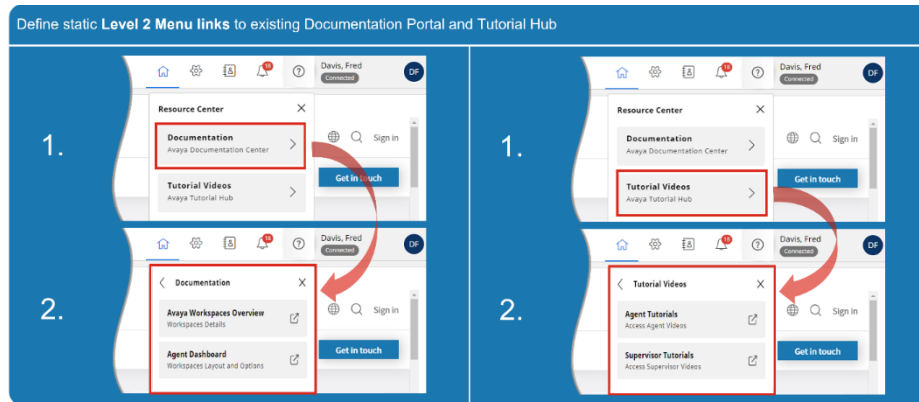 Define static Level 2 Menu links to existing Documentation Portal and Tutorial Hub
1.
18
Davis, Fred
Connected
DF
Resource Center
Documentation
Avaya Documentation Center
Tutorial Videos
Avaya Tutorial Hub
Sign in
Get in touch
2.
18
Davis, Fred
Connected
DF
Documentation
Avaya Workspaces Overview
Workspaces Details
Agent Dashboard
Workspaces Layout and Options
Sign in
Get in touch
1.
18
Davis, Fred
Connected
DF
Resource Center
Documentation
Avaya Documentation Center
Tutorial Videos
Avaya Tutorial Hub
Sign in
Get in touch
2.
18
Davis, Fred
Connected
DF
Tutorial Videos
Agent Tutorials
Access Agent Videos
Supervisor Tutorials
Access Supervisor Videos
Sign in
Get in touch